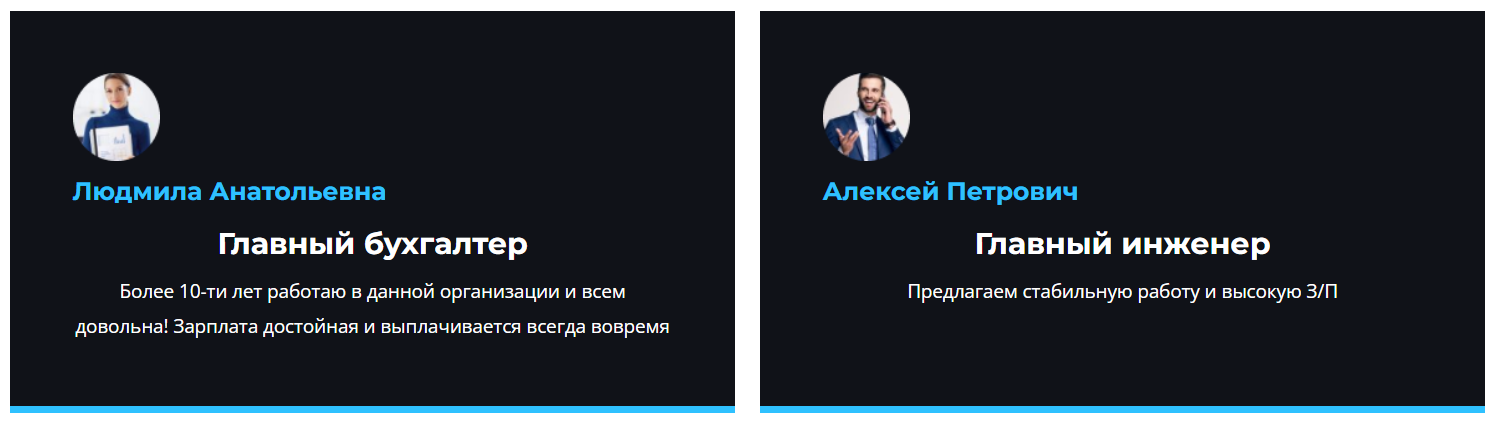 Людмила Анатольевна
Главный бухгалтер
Более 10-ти лет работаю в данной организации и всем
довольна! Зарплата достойная и выплачивается всегда вовремя
Алексей Петрович
Главный инженер
Предлагаем стабильную работу и высокую З/П